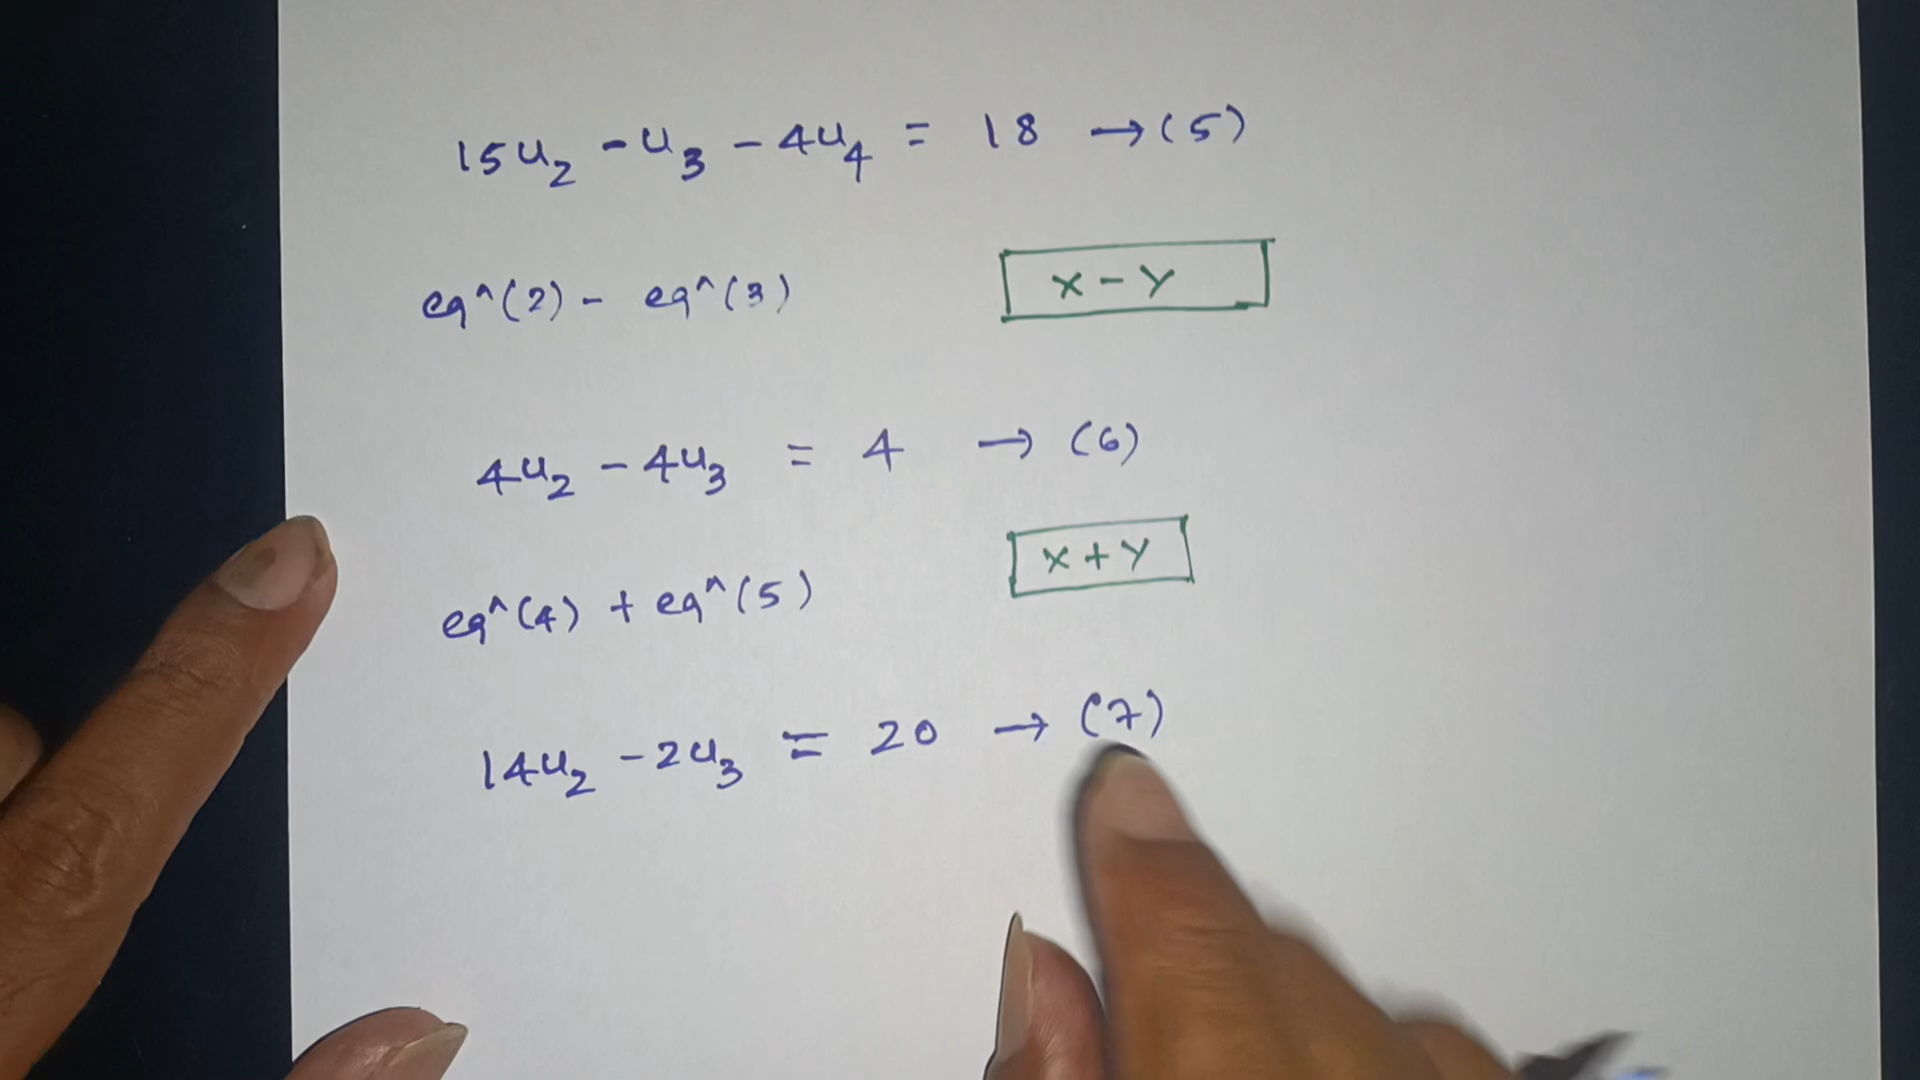 15u₂ - u₃ - 4u₄ = 18 → (5)
eq^(2) - eq^(3)
x - y
4u₂ - 4u₃ = 4 → (6)
x + y
eq^(4) + eq^(5)
14u₂ - 2u₃ = 20 → (7)